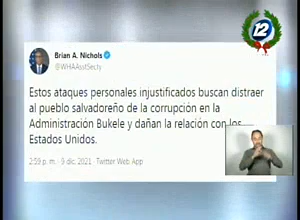 12
Brian A. Nichols
@WHAAsstSecty
Estos ataques personales injustificados buscan distraer
al pueblo salvadoreño de la corrupción en la
Administración Bukele y dañan la relación con los
Estados Unidos.
2:59 p. m. · 9 dic. 2021 · Twitter Web App